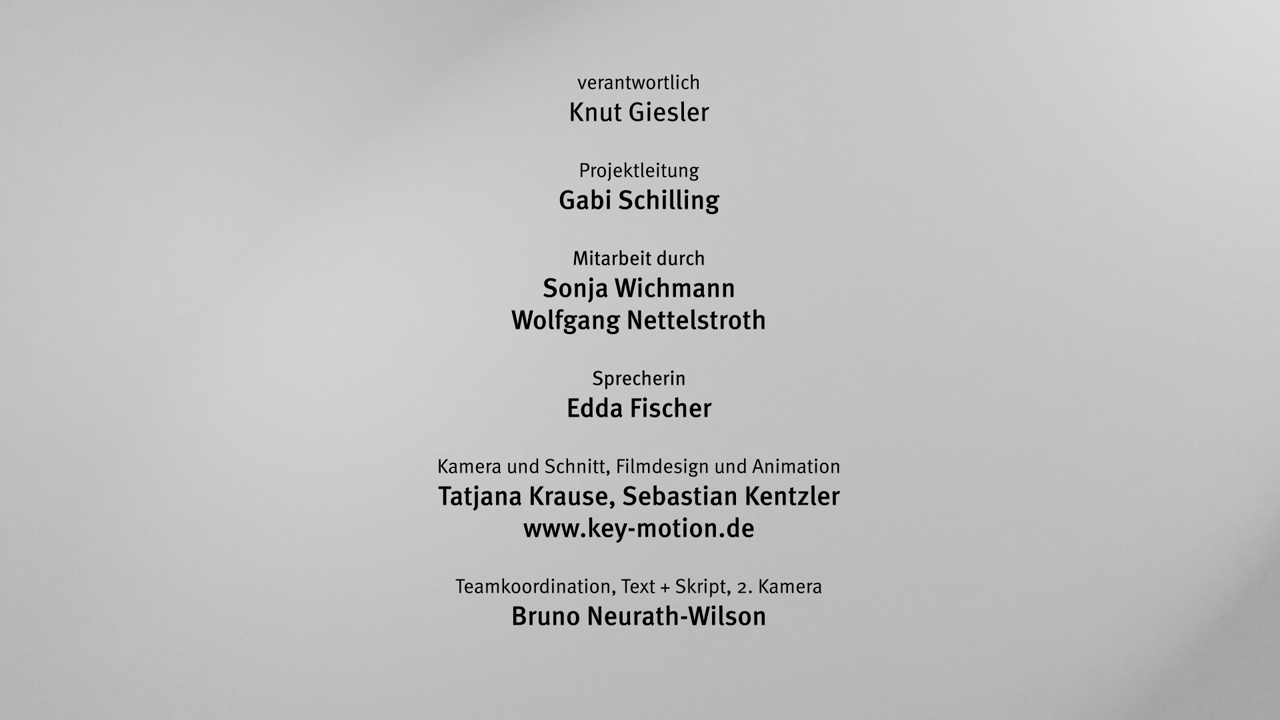 verantwortlich
Knut Giesler
Projektleitung
Gabi Schilling
Mitarbeit durch
Sonja Wichmann
Wolfgang Nettelstroth
Sprecherin
Edda Fischer
Kamera und Schnitt, Filmdesign und Animation
Tatjana Krause, Sebastian Kentzler
www.key-motion.de
Teamkoordination, Text + Skript, 2. Kamera
Bruno Neurath-Wilson